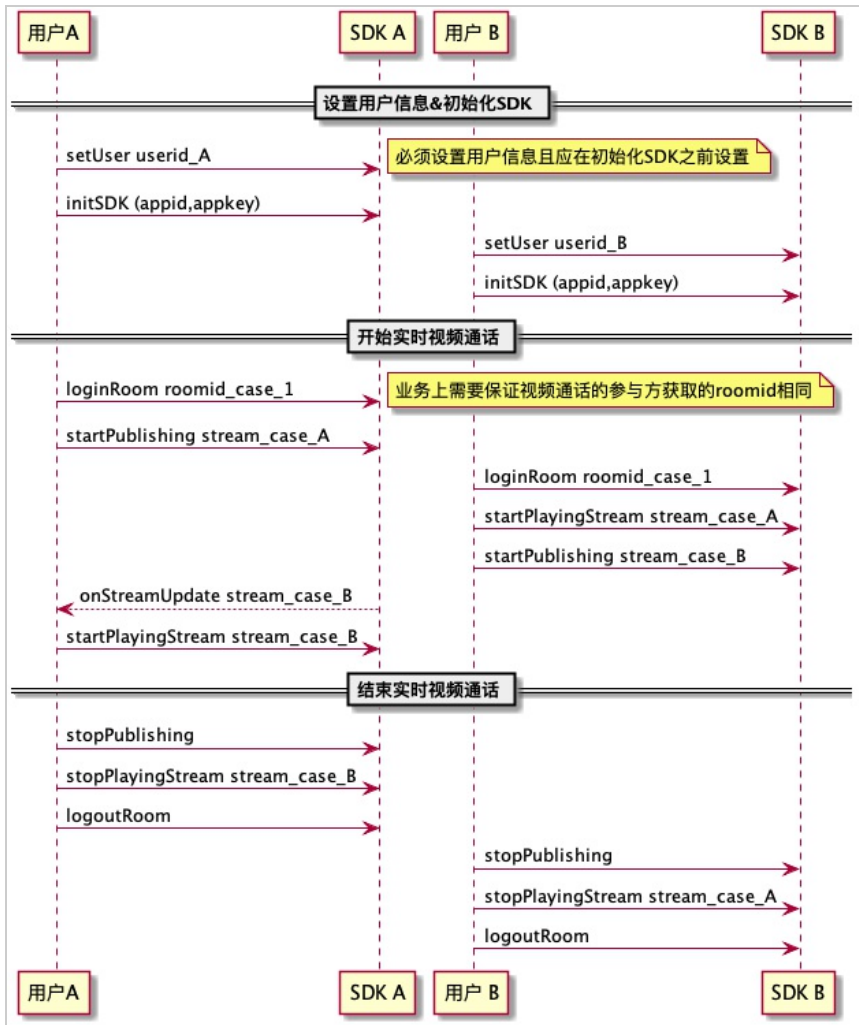 用户A
SDK A
用户 B
SDK B
设置用户信息&初始化SDK
setUser userid_A
必须设置用户信息且应在初始化SDK之前设置
initSDK (appid,appkey)
setUser userid_B
initSDK (appid,appkey)
开始实时视频通话
loginRoom roomid_case_1
业务上需要保证视频通话的参与方获取的roomid相同
startPublishing stream_case_A
loginRoom roomid_case_1
startPlayingStream stream_case_A
startPublishing stream_case_B
onStreamUpdate stream_case_B
startPlayingStream stream_case_B
结束实时视频通话
stopPublishing
stopPlayingStream stream_case_B
logoutRoom
stopPublishing
stopPlayingStream stream_case_A
logoutRoom
用户A
SDK A
用户 B
SDK B